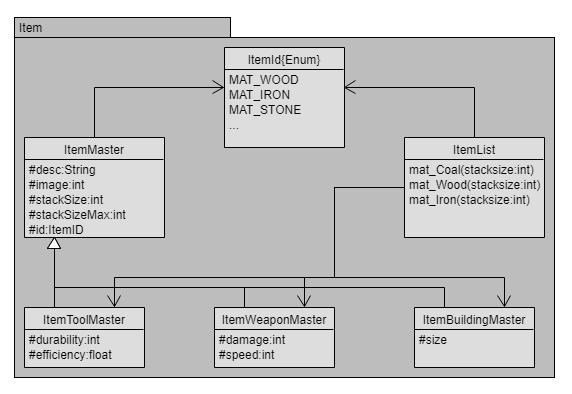 Item
ItemId{Enum}
MAT_WOOD
MAT_IRON
MAT_STONE
...
ItemMaster
#desc:String
#image:int
#stackSize:int
#stackSizeMax:int
#id:ItemID
ItemList
mat_Coal(stacksize:int)
mat_Wood(stacksize:int)
mat_Iron(stacksize:int)
ItemToolMaster
#durability:int
#efficiency:float
ItemWeaponMaster
#damage:int
#speed:int
ItemBuildingMaster
#size